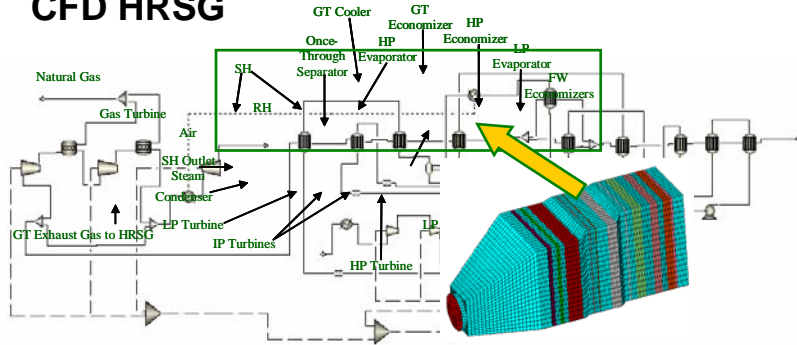 CFD HRSG
GT Cooler
GT
Economizer
HP
Economizer
Once-
Through
Separator
HP
Evaporator
LP
Evaporator
SH
FW
Economizers
Natural Gas
RH
Gas Turbine
Air
SH Outlet
Steam
Condenser
LP Turbine
GT Exhaust Gas to HRSG
IP Turbines
LP
HP Turbine